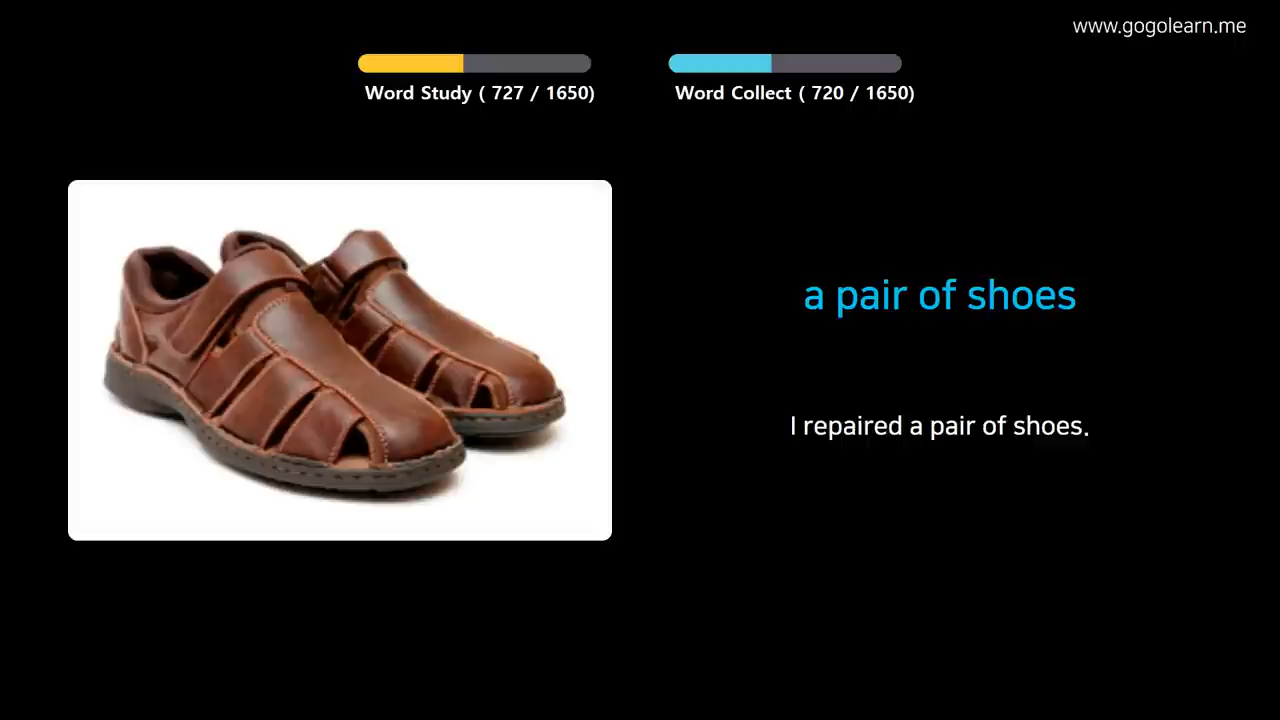 www.gogolearn.me
Word Study ( 727 / 1650)
Word Collect ( 720 / 1650)
a pair of shoes
I repaired a pair of shoes.